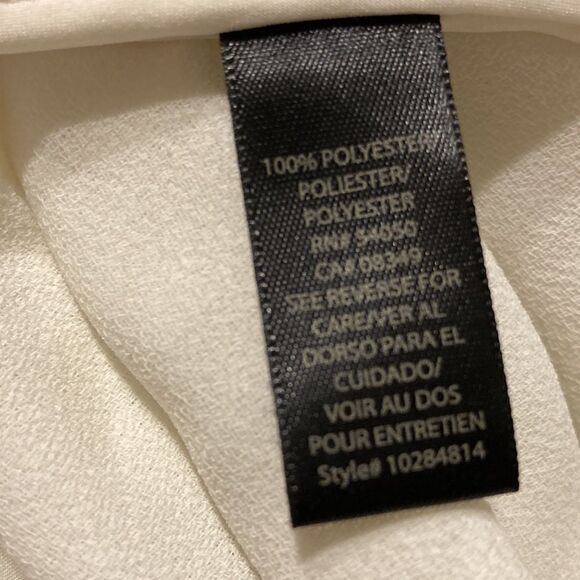 100% POLYESTER/
POLIESTER/
POLYESTER
RN# 54050
CA# 08349
SEE REVERSE FOR
CARE/VER AL
DORSO PARA EL
CUIDADO/
VOIR AU DOS
POUR ENTRETIEN
Style# 10284814